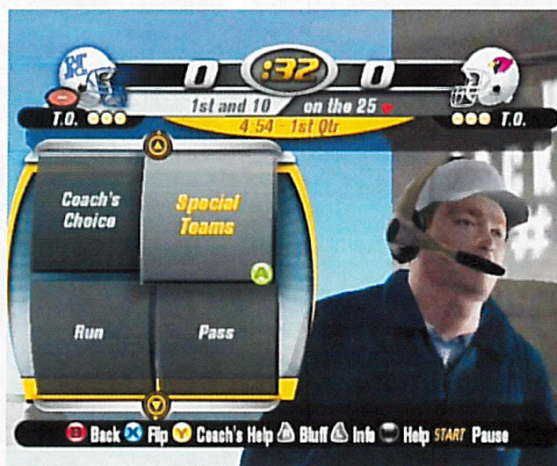 0 :32 0
1st and 10 on the 25
T.O. T.O.
4:54 - 1st Qtr
Coach's
Choice
Special
Teams
A
Run
Pass
B Back X Flip Y Coach's Help Bluff Info Help START Pause